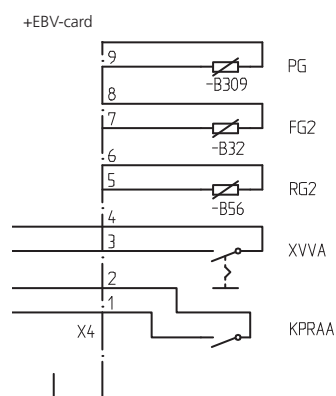 +EBV-card
9
PG
-B309
8
7
FG2
-B32
6
5
RG2
-B56
4
3
XVVA
2
1
X4
KPRAA